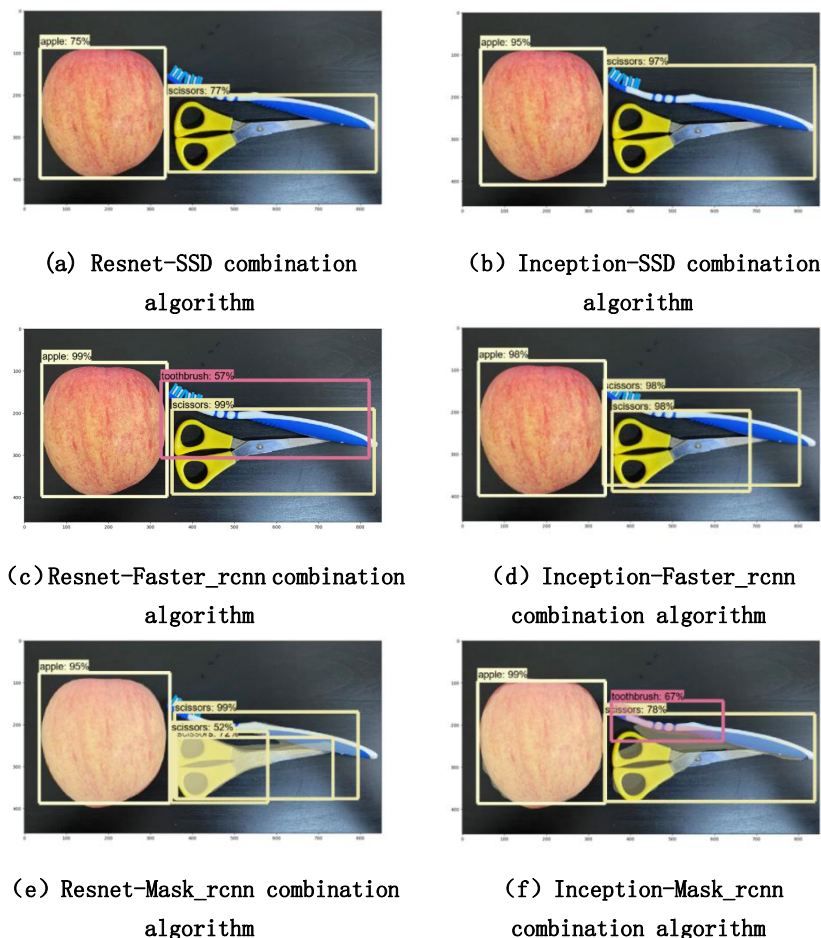 apple: 75%
scissors: 77%
apple: 95%
scissors: 97%
(a) Resnet-SSD combination
algorithm
(b) Inception-SSD combination
algorithm
apple: 99%
toothbrush: 57%
scissors: 99%
apple: 98%
scissors: 98%
scissors: 98%
(c)Resnet-Faster_rcnn combination
algorithm
(d) Inception-Faster_rcnn
combination algorithm
apple: 95%
scissors: 99%
scissors: 52%
apple: 99%
toothbrush: 67%
scissors: 78%
(e) Resnet-Mask_rcnn combination
algorithm
(f) Inception-Mask_rcnn
combination algorithm